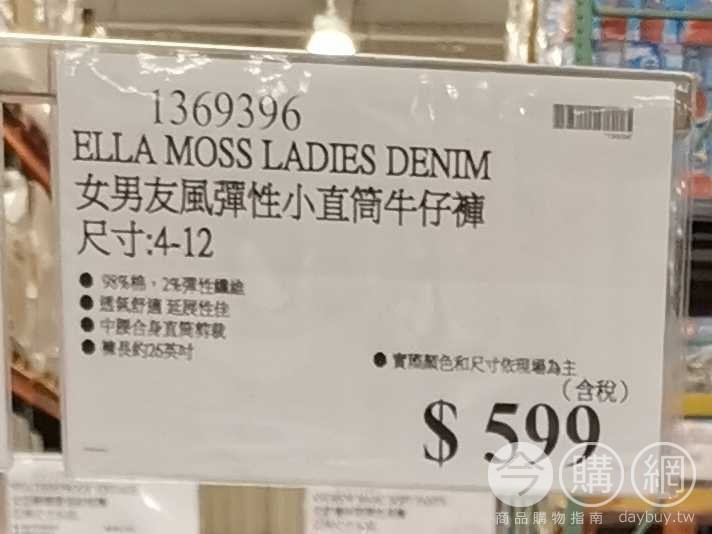 1369396
ELLA MOSS LADIES DENIM
女男友風彈性小直筒牛仔褲
尺寸:4-12
● 98%棉，2%彈性纖維
● 透氣舒適 延展性佳
● 中腰合身直筒剪裁
● 褲長約26英吋
● 實際顏色和尺寸依現場為主
(含稅)
$ 599
今購網
商品購物指南 daybuy.tw